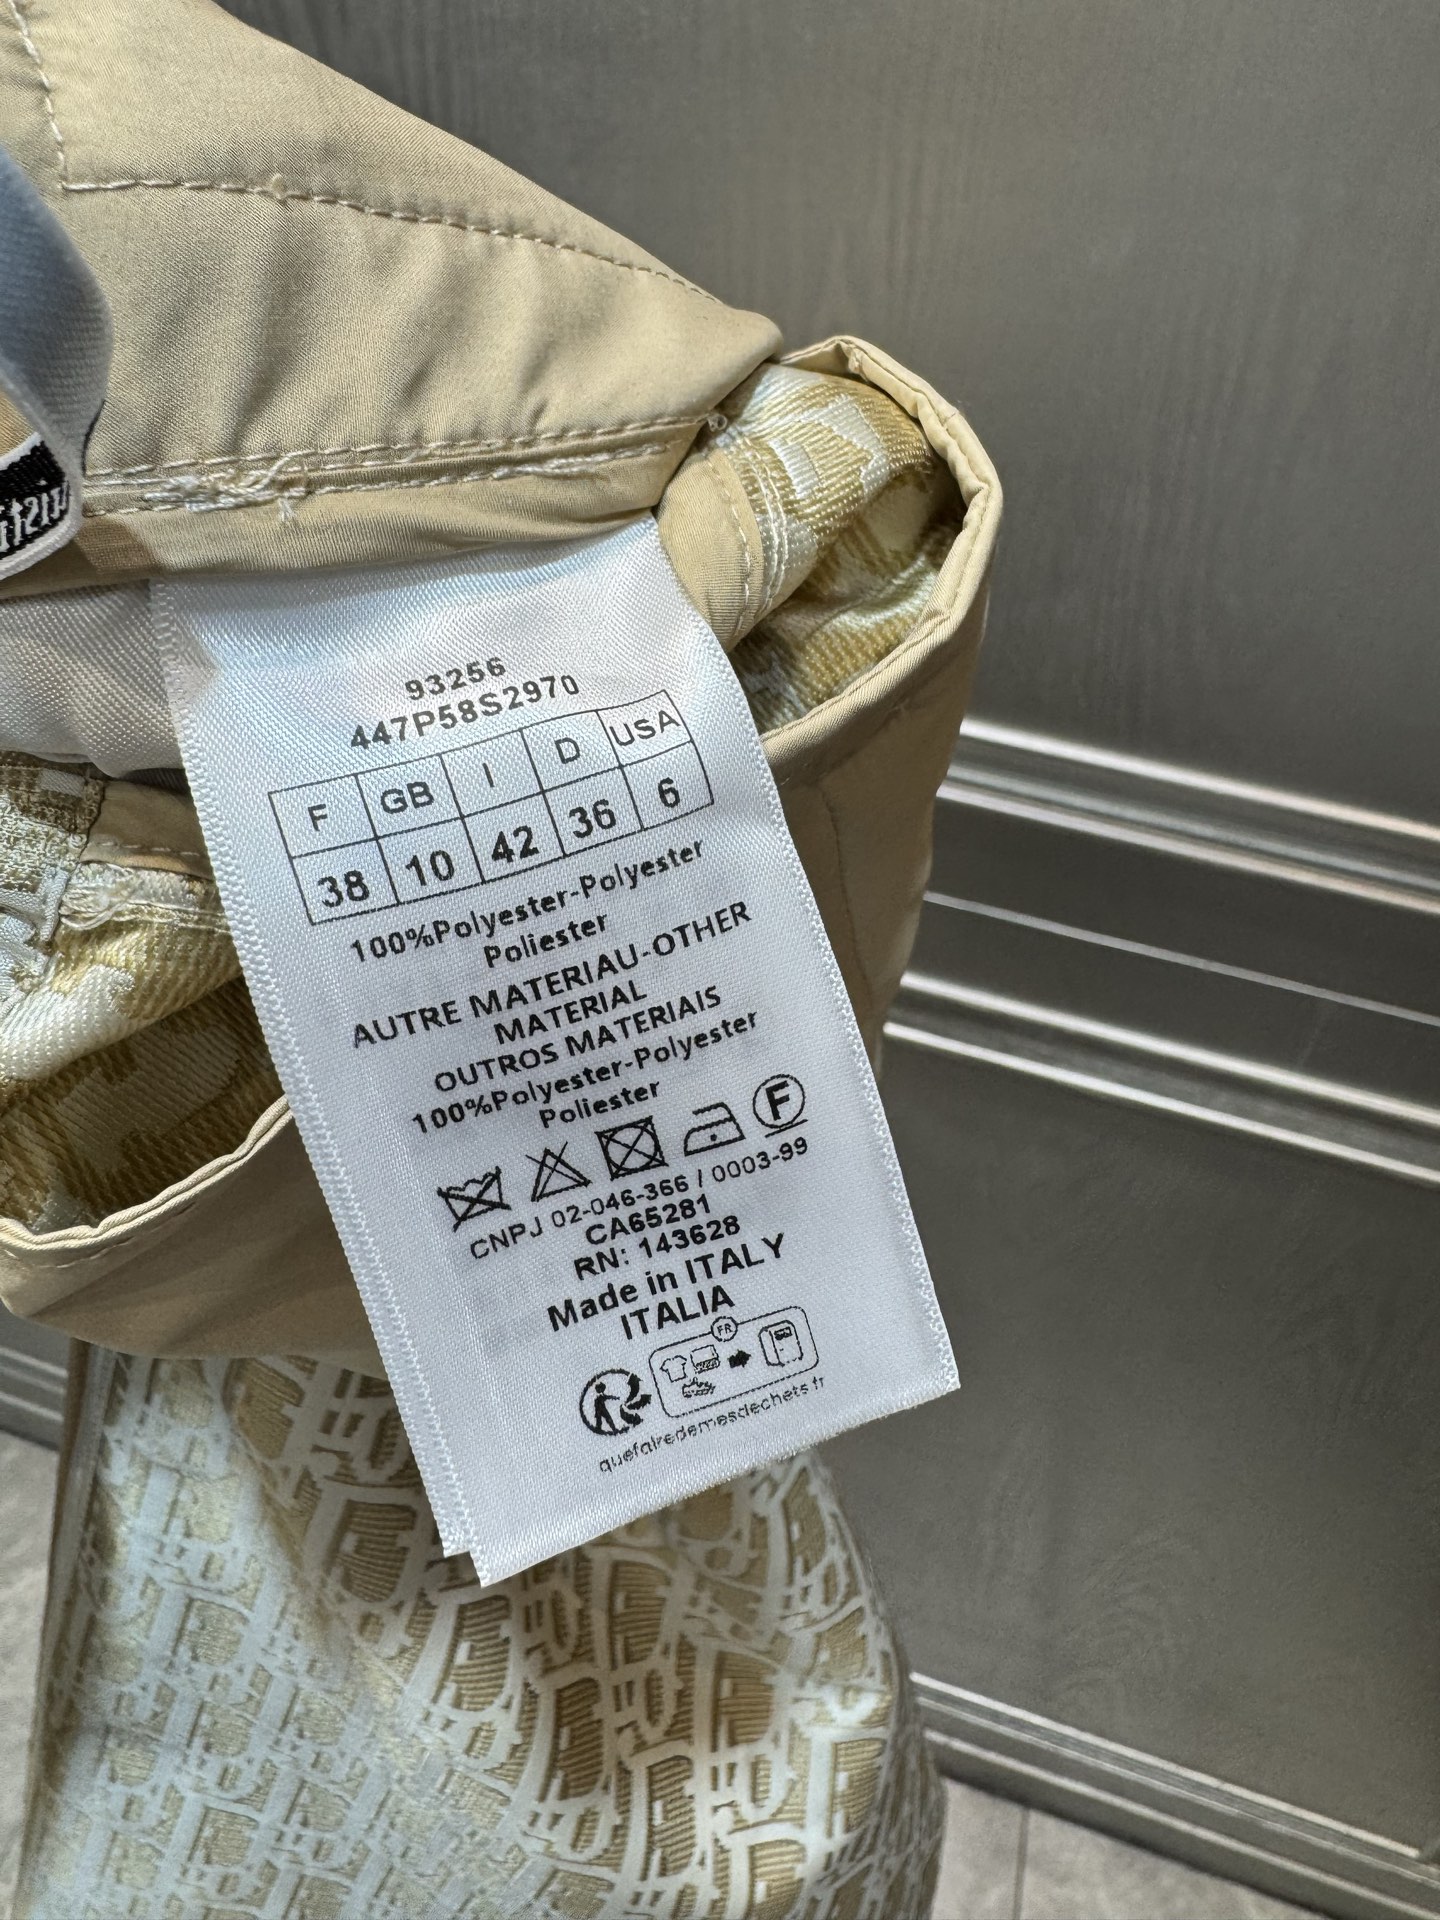 93256
447P58S2970
F GB I D USA
38 10 42 36 6
100%Polyester-Polyester
Poliester
AUTRE MATERIAU-OTHER
MATERIAL
OUTROS MATERIAIS
100%Polyester-Polyester
Poliester
F
CNPJ 02-046-366 / 0003-99
CA65281
RN: 143628
Made in ITALY
ITALIA
FR
quefairedemesdechets.fr